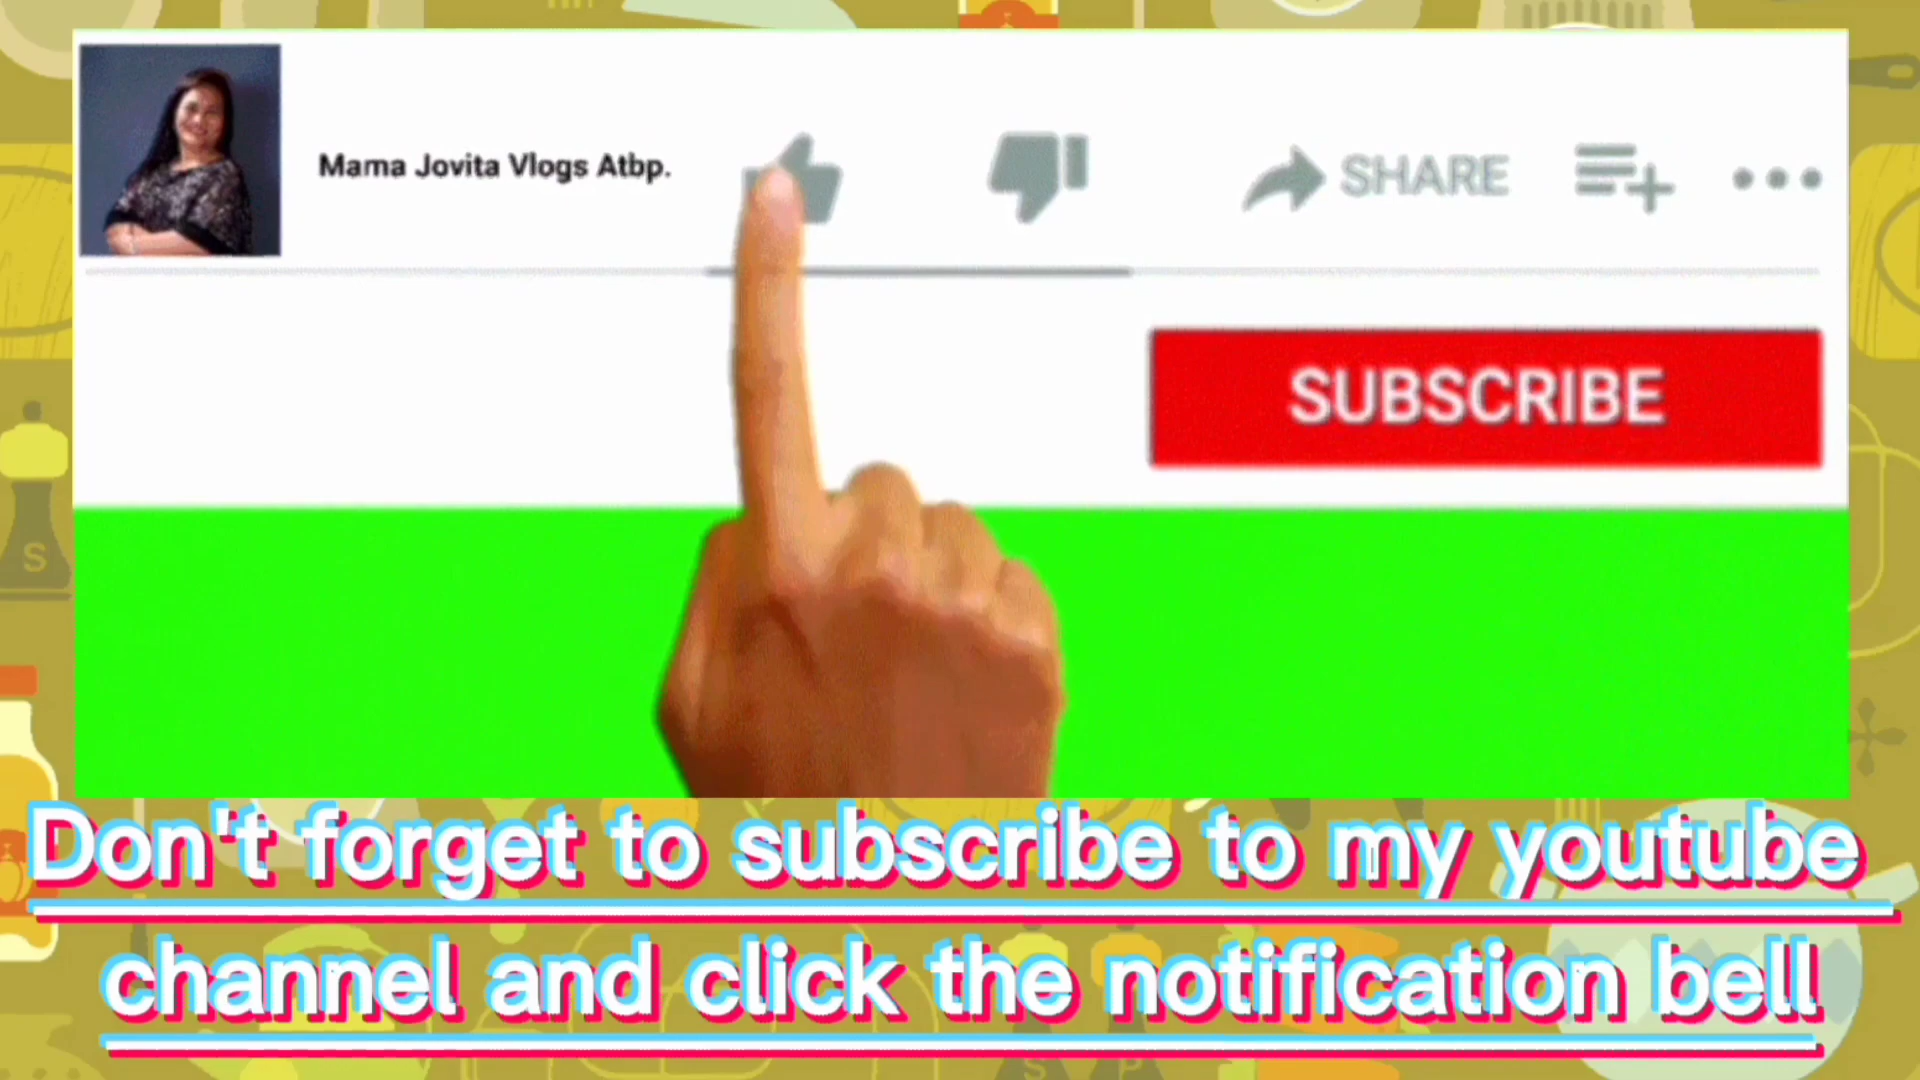 Mama Jovita Vlogs Atbp.
SHARE
SUBSCRIBE
S
Don't forget to subscribe to my youtube
channel and click the notification bell
S P